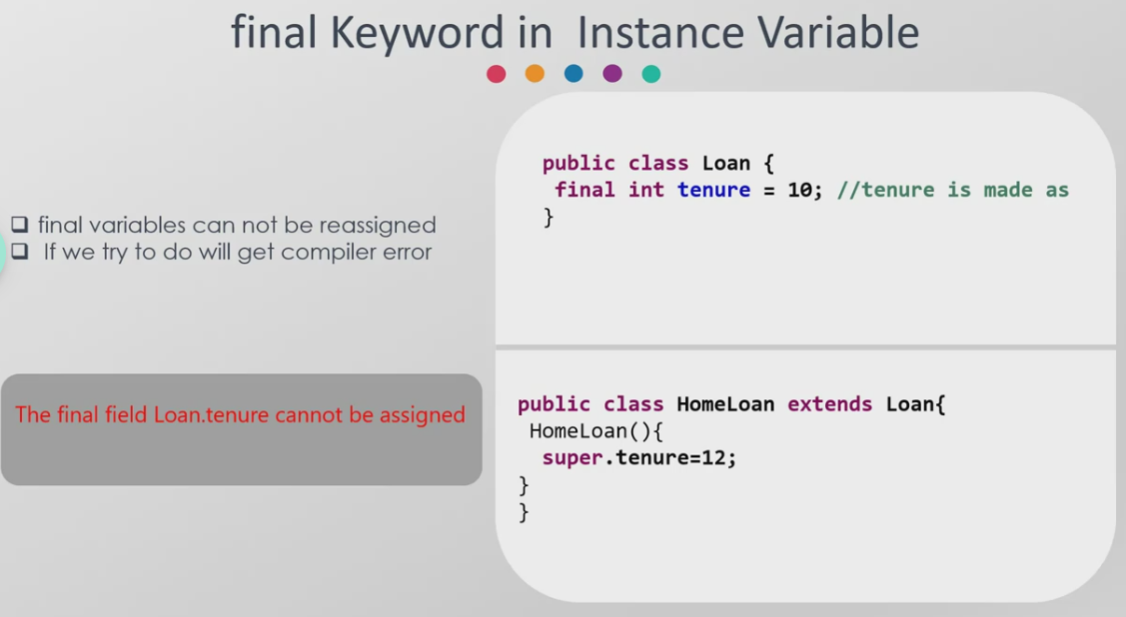 final Keyword in Instance Variable
❑ final variables can not be reassigned
❑ If we try to do will get compiler error
The final field Loan.tenure cannot be assigned
public class Loan {
final int tenure = 10; //tenure is made as
}
public class HomeLoan extends Loan{
HomeLoan(){
super.tenure=12;
}
}